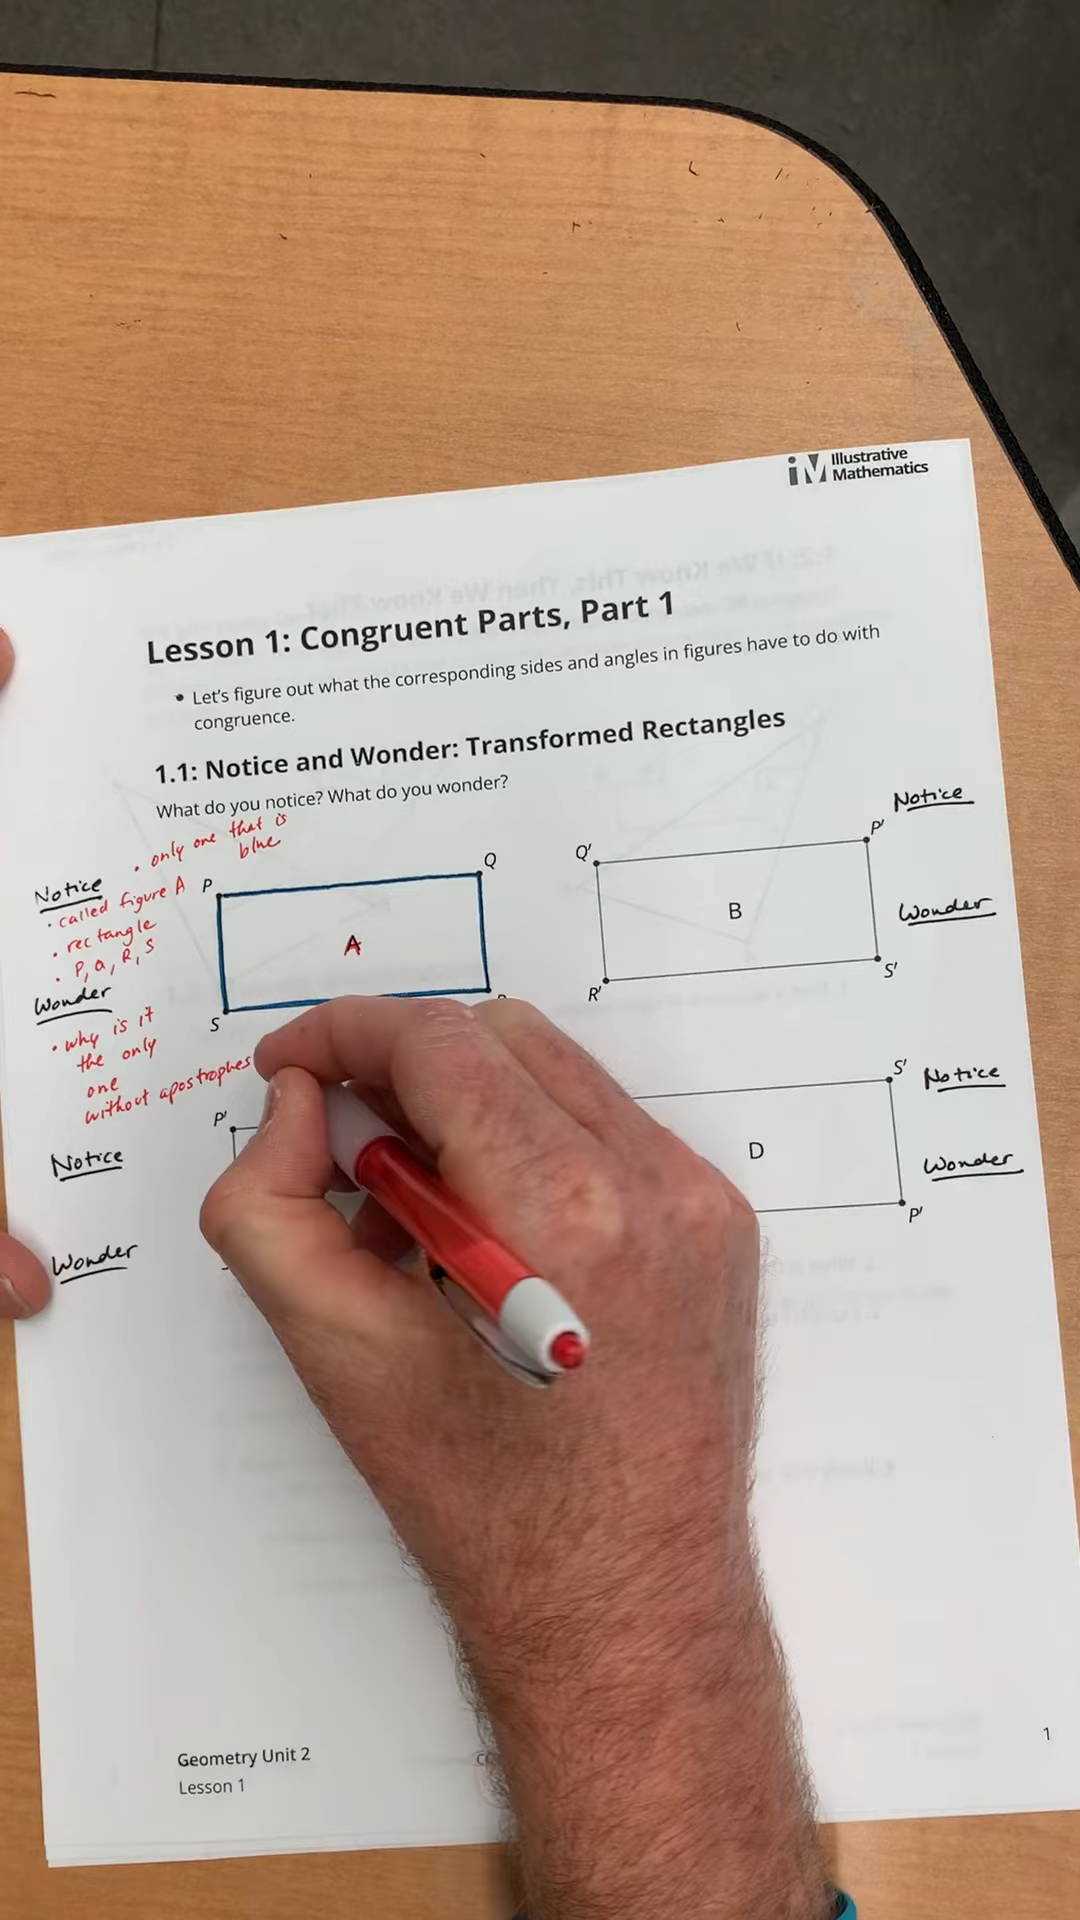 Illustrative
Mathematics
Lesson 1: Congruent Parts, Part 1
• Let's figure out what the corresponding sides and angles in figures have to do with
congruence.
1.1: Notice and Wonder: Transformed Rectangles
What do you notice? What do you wonder?
• only one that is
blue
Notice
• called figure A
• rectangle
• P, Q, R, S
Wonder
• why is it
the only
one
without apostrophes
P
Q
A
S
Q'
P'
B
R'
S'
Notice
Wonder
P'
Notice
Wonder
S'
D
P'
Notice
Wonder
Geometry Unit 2
Lesson 1
1